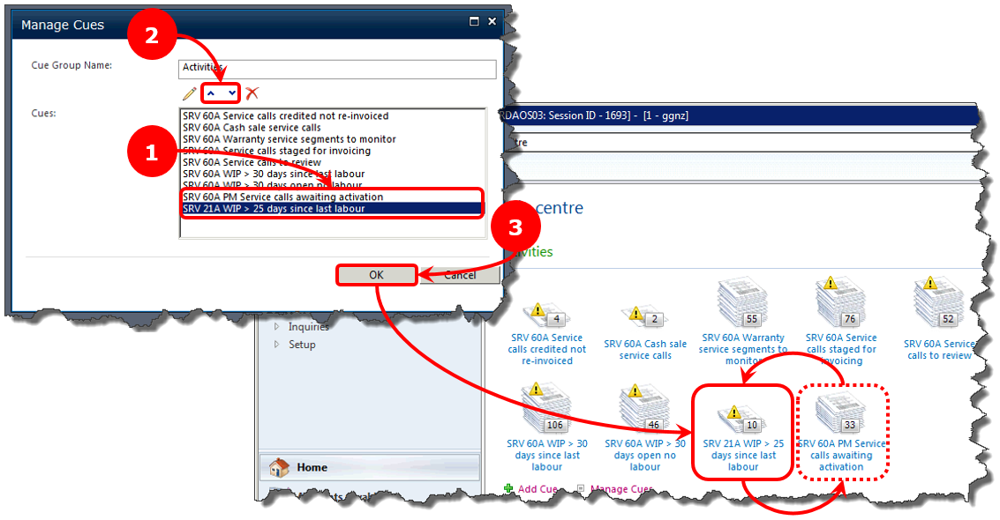 Manage Cues
2
Cue Group Name:
Activities
Cues:
SRV 60A Service calls credited not re-invoiced
SRV 60A Cash sale service calls
SRV 60A Warranty service segments to monitor
SRV 60A Service calls staged for invoicing
SRV 60A Service calls to review
SRV 60A WIP > 30 days since last labour
SRV 60A WIP > 30 days open no labour
SRV 60A PM Service calls awaiting activation
SRV 21A WIP > 25 days since last labour
1
3
OK
Cancel
RDAOS03: Session ID - 1693] - [1 - ggnz]
tre
centre
ivities
Inquiries
Setup
4
SRV 60A Service
calls credited not
re-invoiced
2
SRV 60A Cash sale
service calls
55
SRV 60A Warranty
service segments to
monitor
76
SRV 60A Service
calls staged for
invoicing
52
SRV 60A Service
calls to review
106
SRV 60A WIP > 30
days since last
labour
46
SRV 60A WIP > 30
days open no
labour
10
SRV 21A WIP > 25
days since last
labour
33
SRV 60A PM Service
calls awaiting
activation
Home
Add Cue
Manage Cues